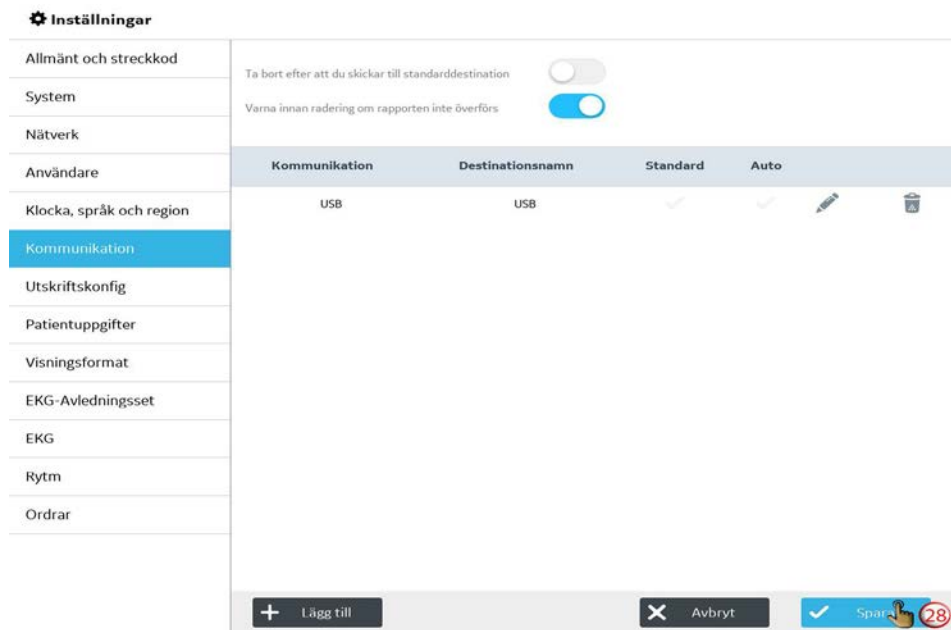 Inställningar
Allmänt och streckkod
System
Nätverk
Användare
Klocka, språk och region
Kommunikation
Utskriftskonfig
Patientuppgifter
Visningsformat
EKG-Avledningsset
EKG
Rytm
Ordrar
Ta bort efter att du skickar till standarddestination
Varna innan radering om rapporten inte överförs
Kommunikation Destinationsnamn Standard Auto
USB USB
Lägg till Avbryt 28